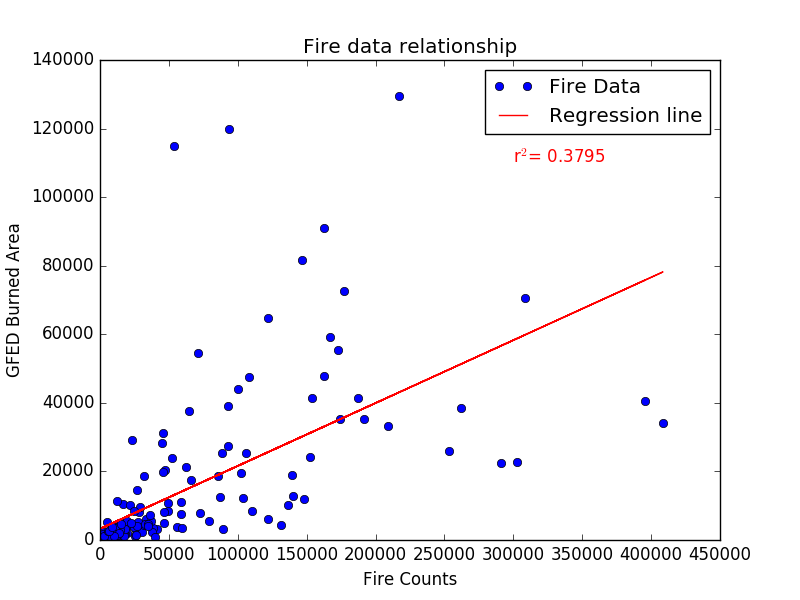 Fire data relationship
140000
120000
100000
80000
60000
40000
20000
0
GFED Burned Area
Fire Data
Regression line
r²= 0.3795
0 50000 100000 150000 200000 250000 300000 350000 400000 450000
Fire Counts